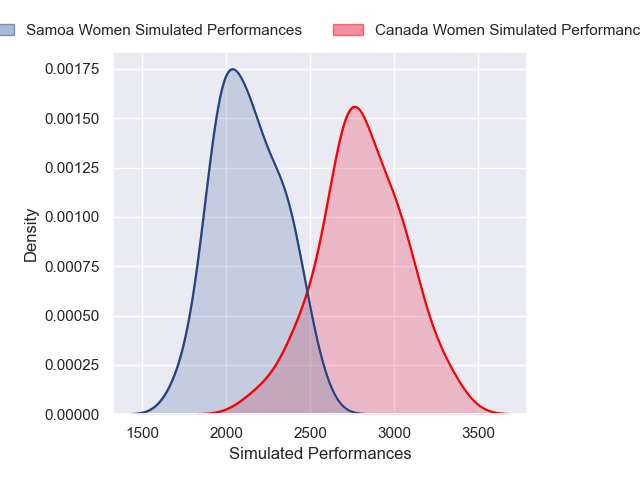 Samoa Women Simulated Performances
Canada Women Simulated Performanc
0.00175
0.00150
0.00125
0.00100
0.00075
0.00050
0.00025
0.00000
Density
1500 2000 2500 3000 3500
Simulated Performances